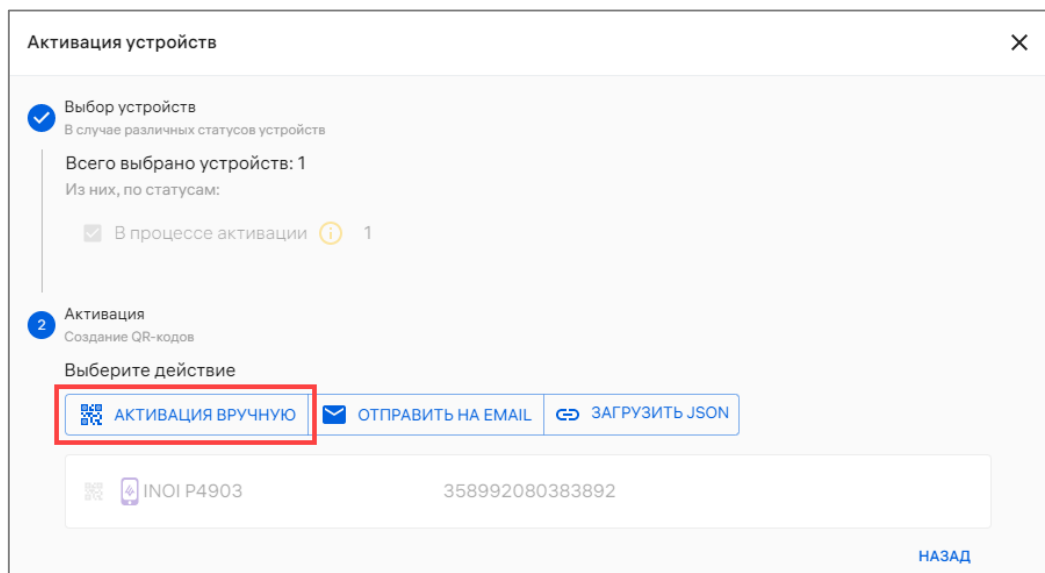 Активация устройств
Выбор устройств
В случае различных статусов устройств
Всего выбрано устройств: 1
Из них, по статусам:
В процессе активации 1
2
Активация
Создание QR-кодов
Выберите действие
АКТИВАЦИЯ ВРУЧНУЮ ОТПРАВИТЬ НА EMAIL ЗАГРУЗИТЬ JSON
INOI P4903 358992080383892
НАЗАД